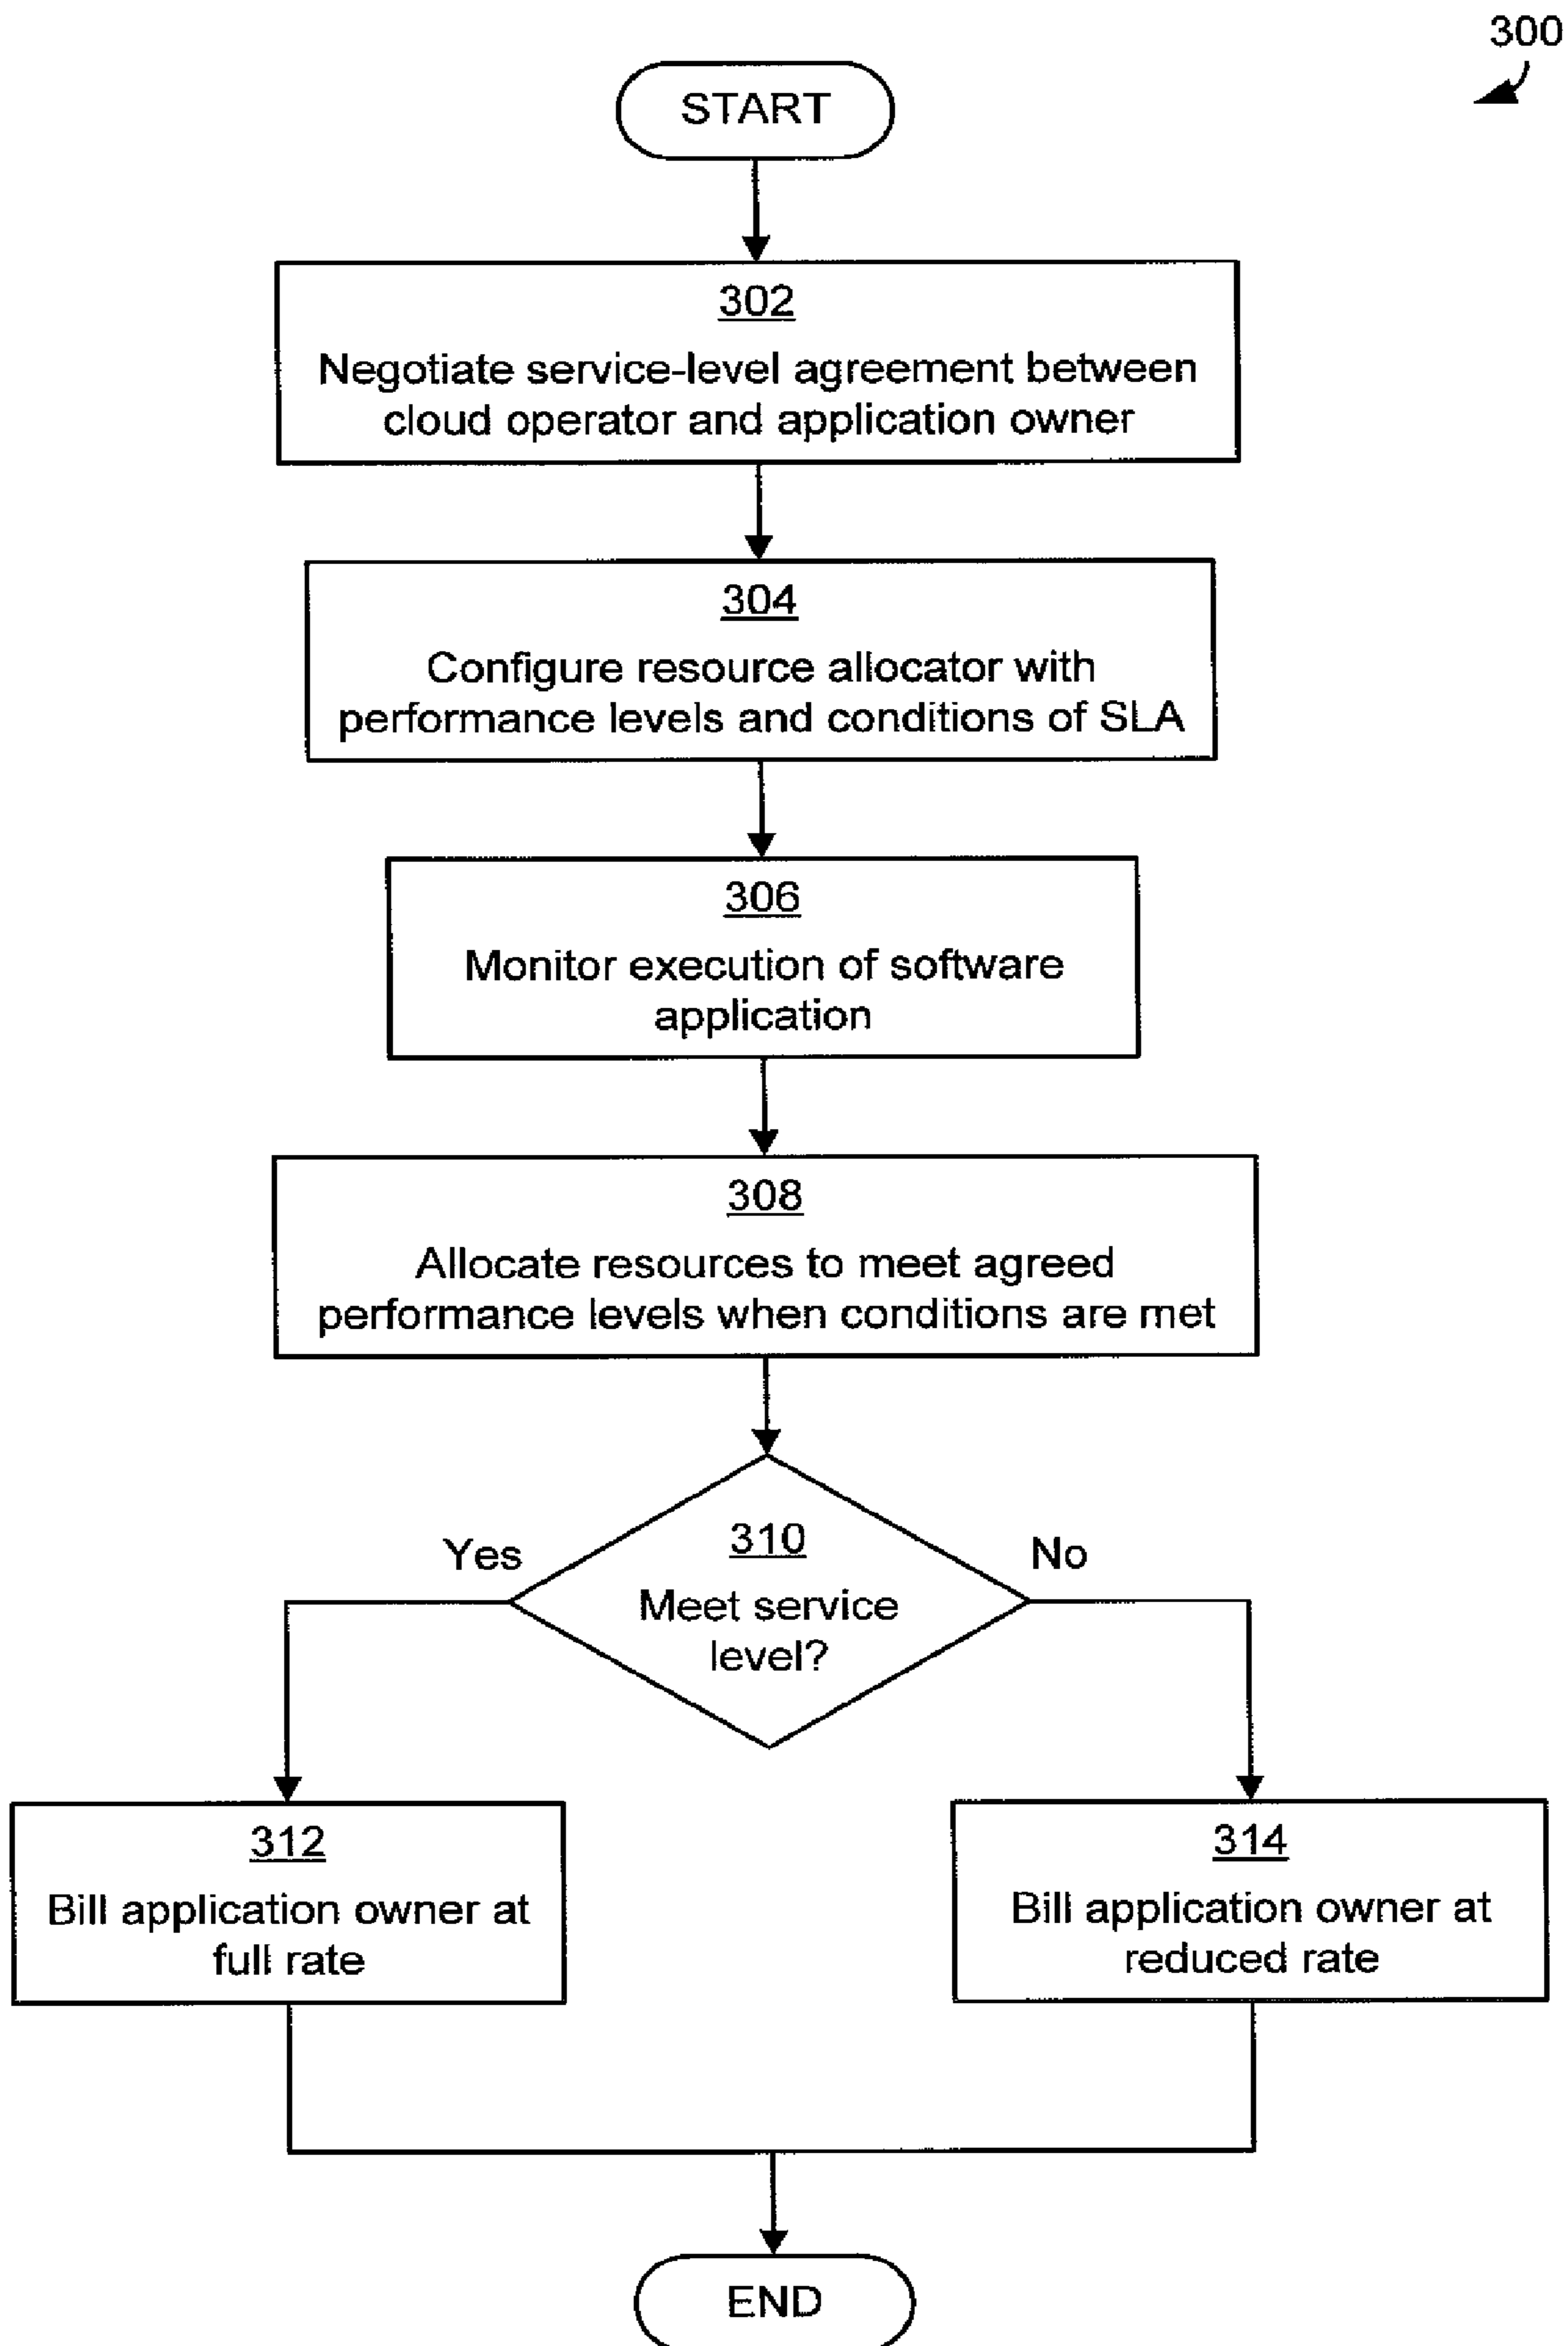 300
START
302
Negotiate service-level agreement between
cloud operator and application owner
304
Configure resource allocator with
performance levels and conditions of SLA
306
Monitor execution of software
application
308
Allocate resources to meet agreed
performance levels when conditions are met
310
Meet service
level?
Yes
No
312
Bill application owner at
full rate
314
Bill application owner at
reduced rate
END